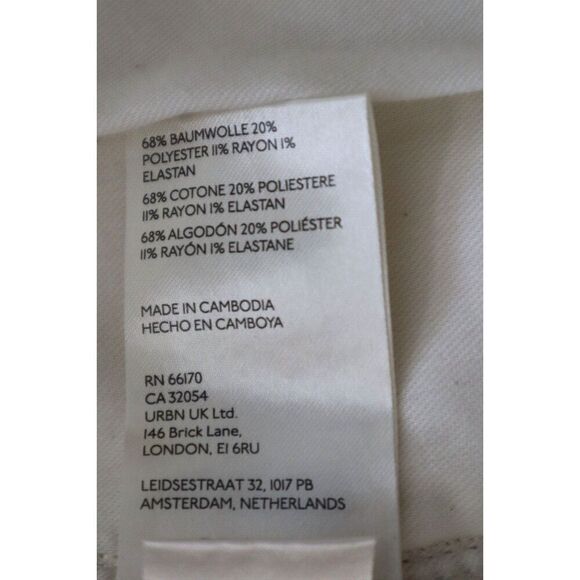 68% BAUMWOLLE 20%
POLYESTER 11% RAYON 1%
ELASTAN
68% COTONE 20% POLIESTERE
11% RAYON 1% ELASTAN
68% ALGODÓN 20% POLIÉSTER
11% RAYÓN 1% ELASTANE
MADE IN CAMBODIA
HECHO EN CAMBOYA
RN 66170
CA 32054
URBN UK Ltd.
146 Brick Lane,
LONDON, E1 6RU
LEIDSESTRAAT 32, 1017 PB
AMSTERDAM, NETHERLANDS